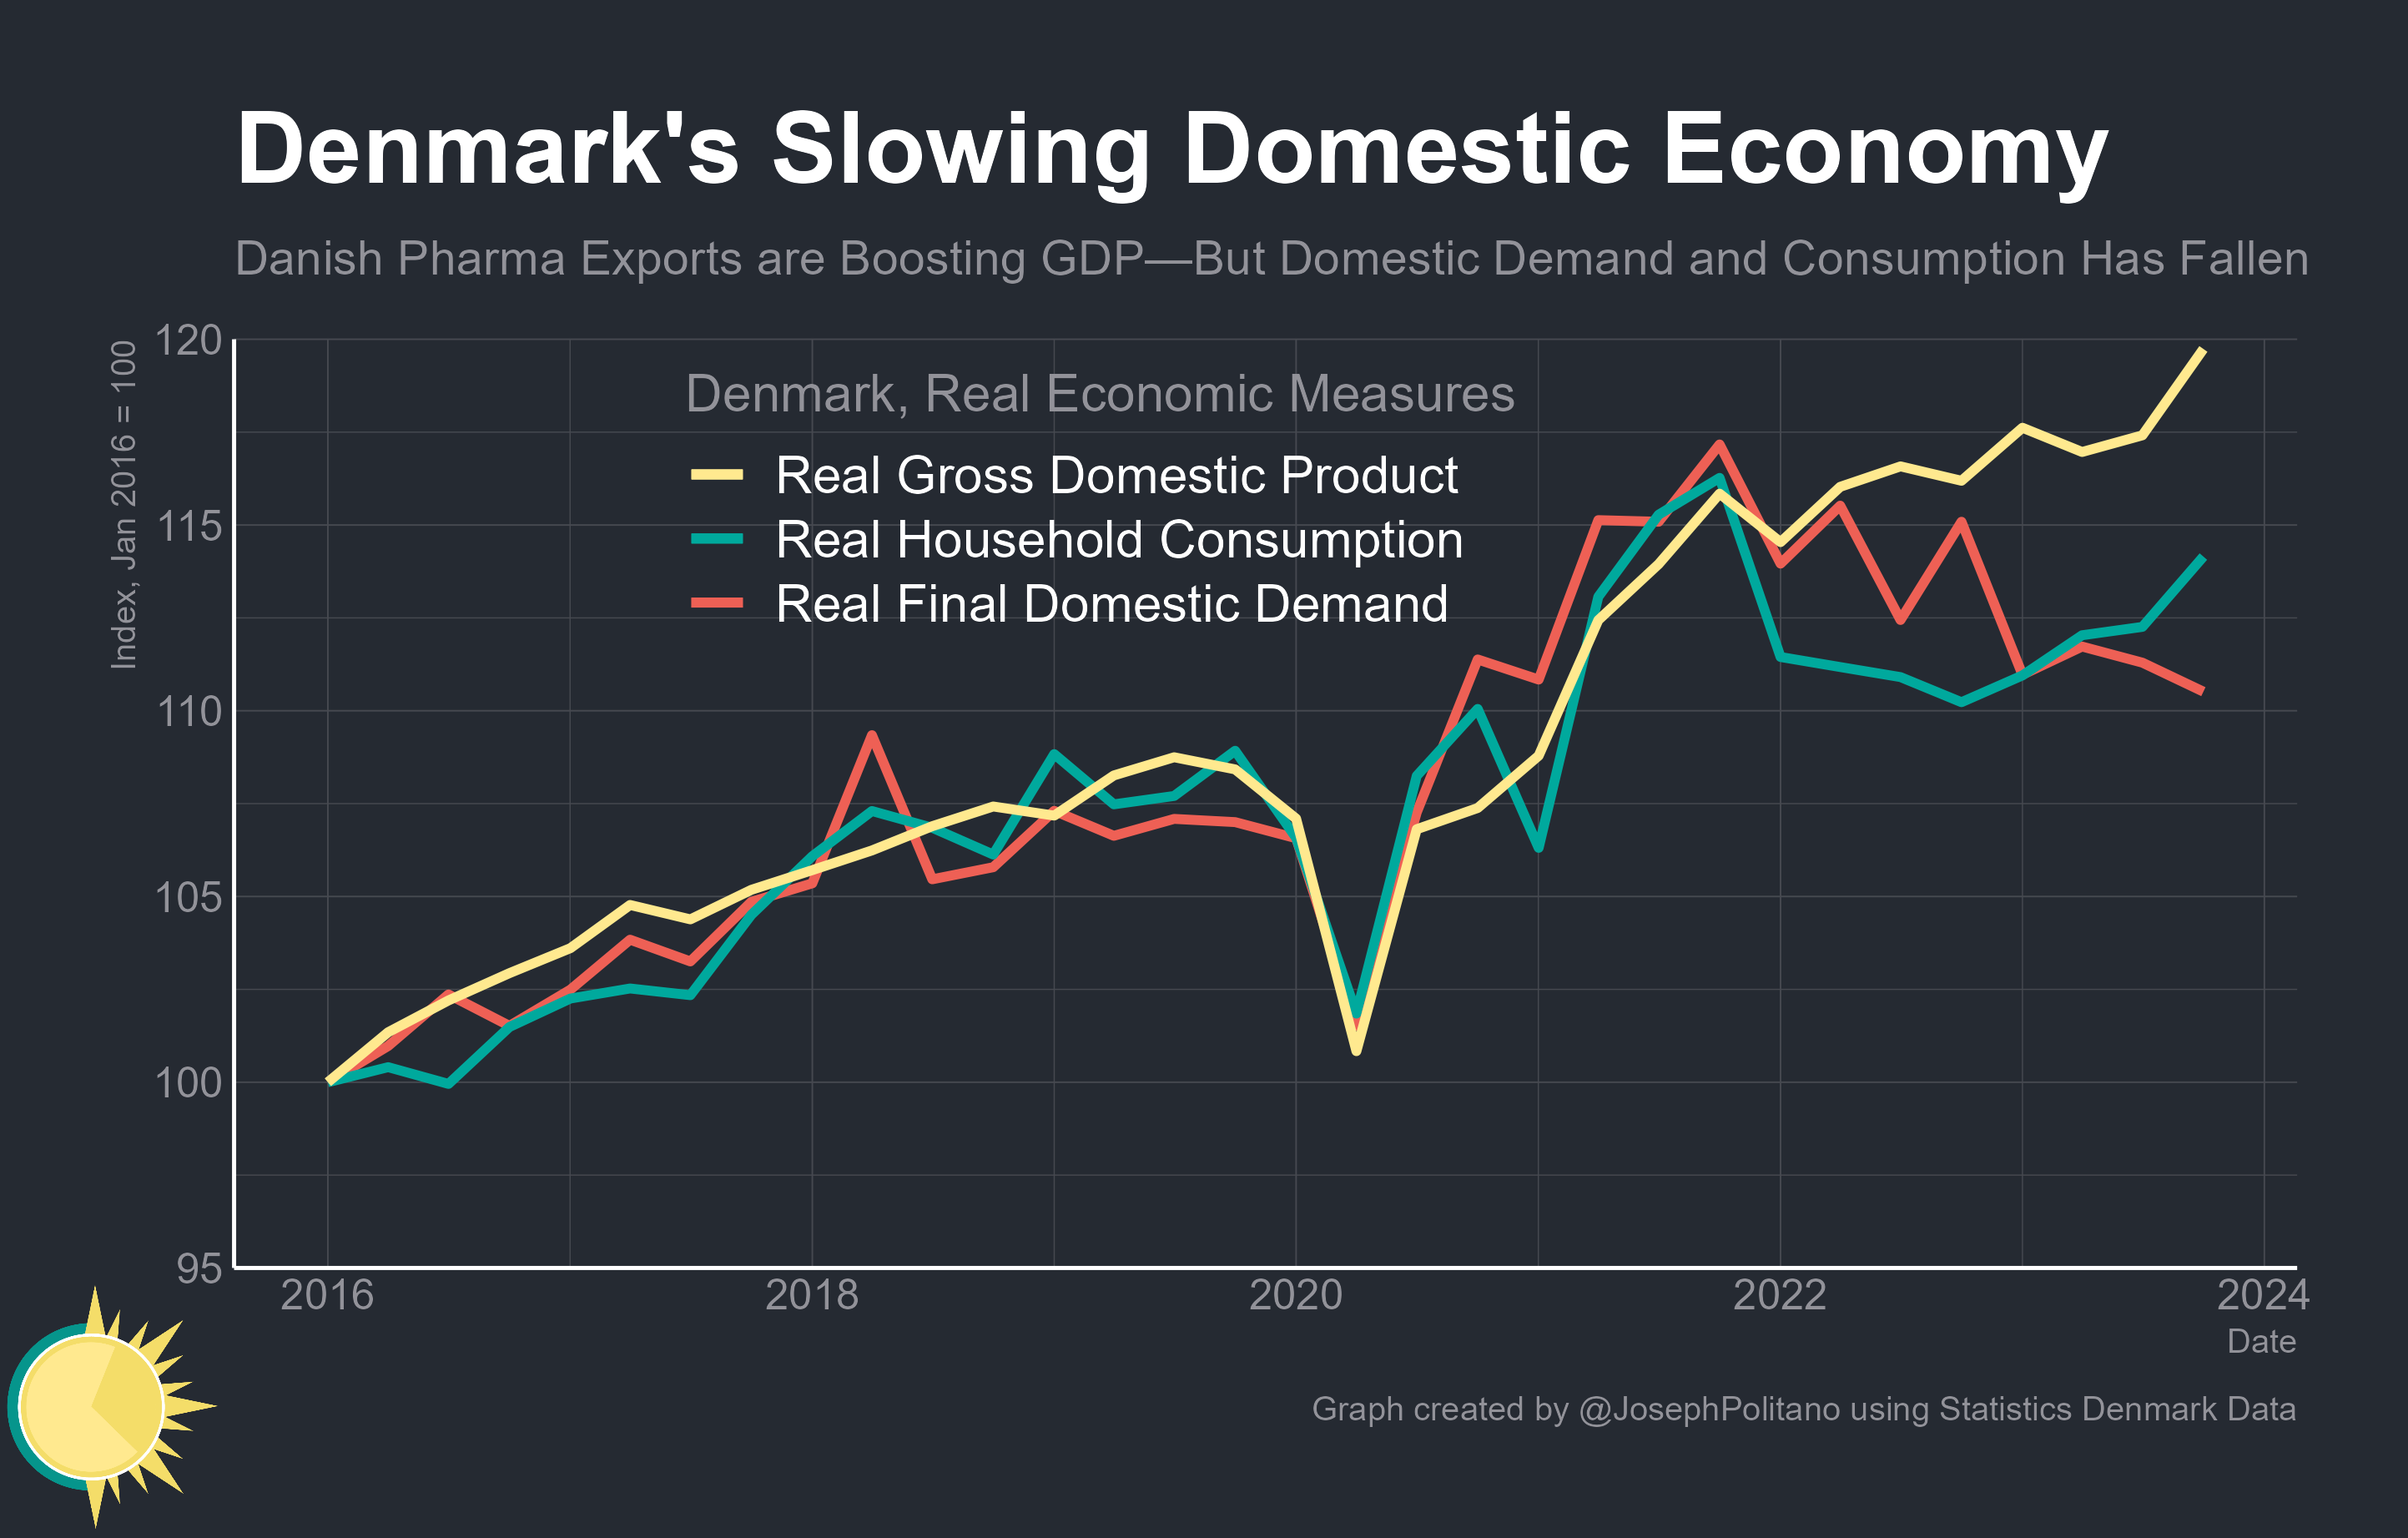 Denmark's Slowing Domestic Economy
Danish Pharma Exports are Boosting GDP—But Domestic Demand and Consumption Has Fallen
Index, Jan 2016 = 100
120
115
110
105
100
95
Denmark, Real Economic Measures
Real Gross Domestic Product
Real Household Consumption
Real Final Domestic Demand
2016 2018 2020 2022 2024
Date
Graph created by @JosephPolitano using Statistics Denmark Data